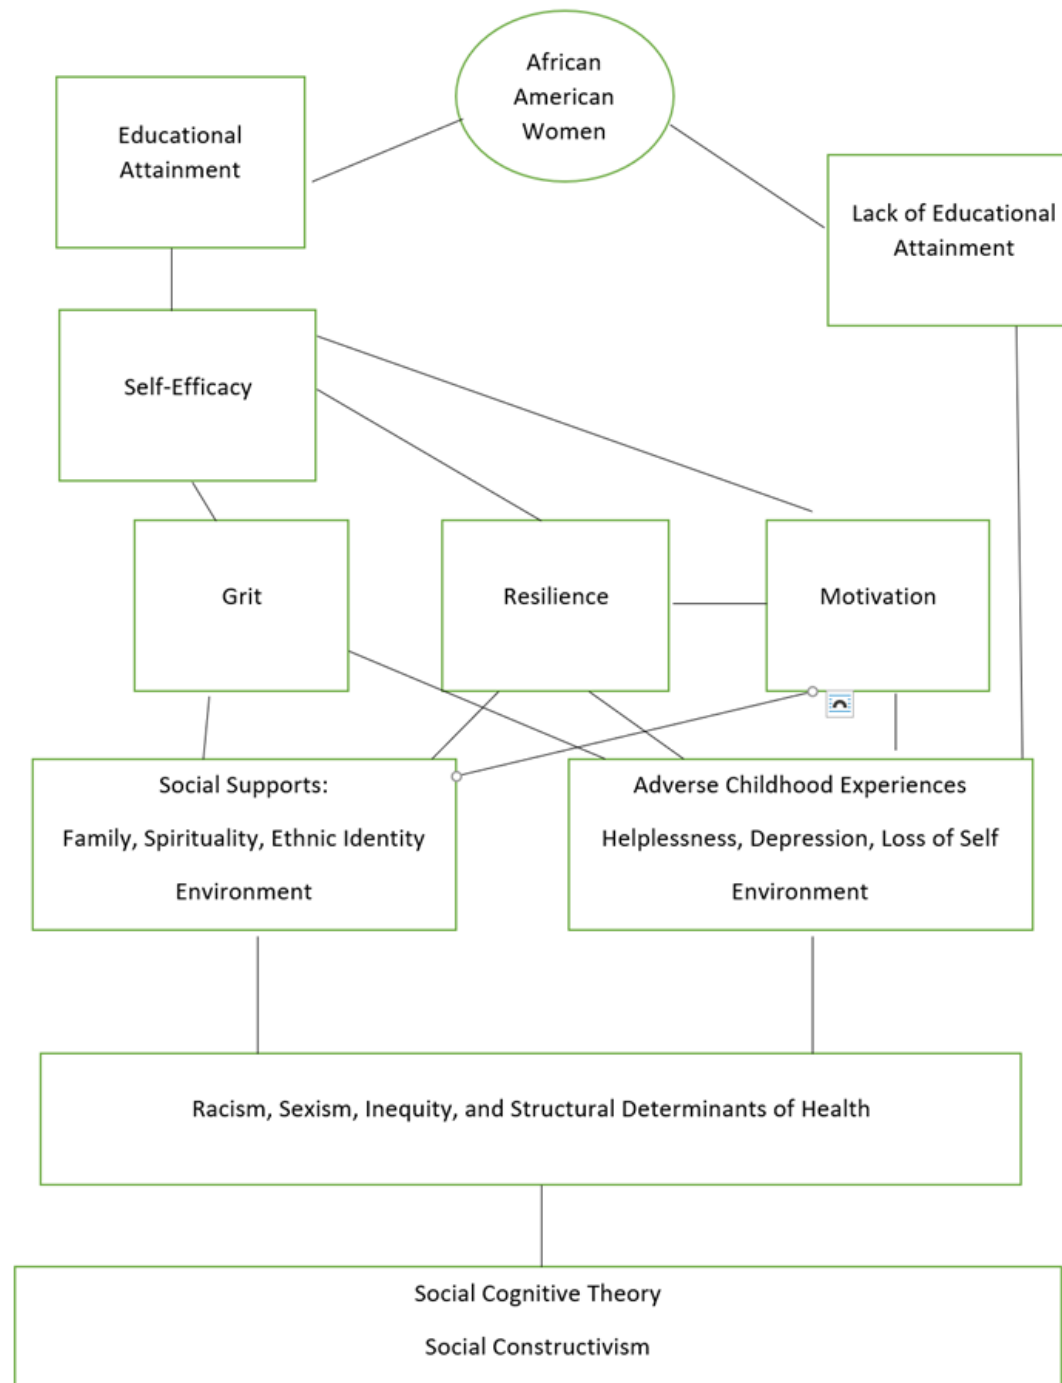 African
American
Women
Educational
Attainment
Lack of Educational
Attainment
Self-Efficacy
Grit
Resilience
Motivation
Social Supports:
Family, Spirituality, Ethnic Identity
Environment
Adverse Childhood Experiences
Helplessness, Depression, Loss of Self
Environment
Racism, Sexism, Inequity, and Structural Determinants of Health
Social Cognitive Theory
Social Constructivism